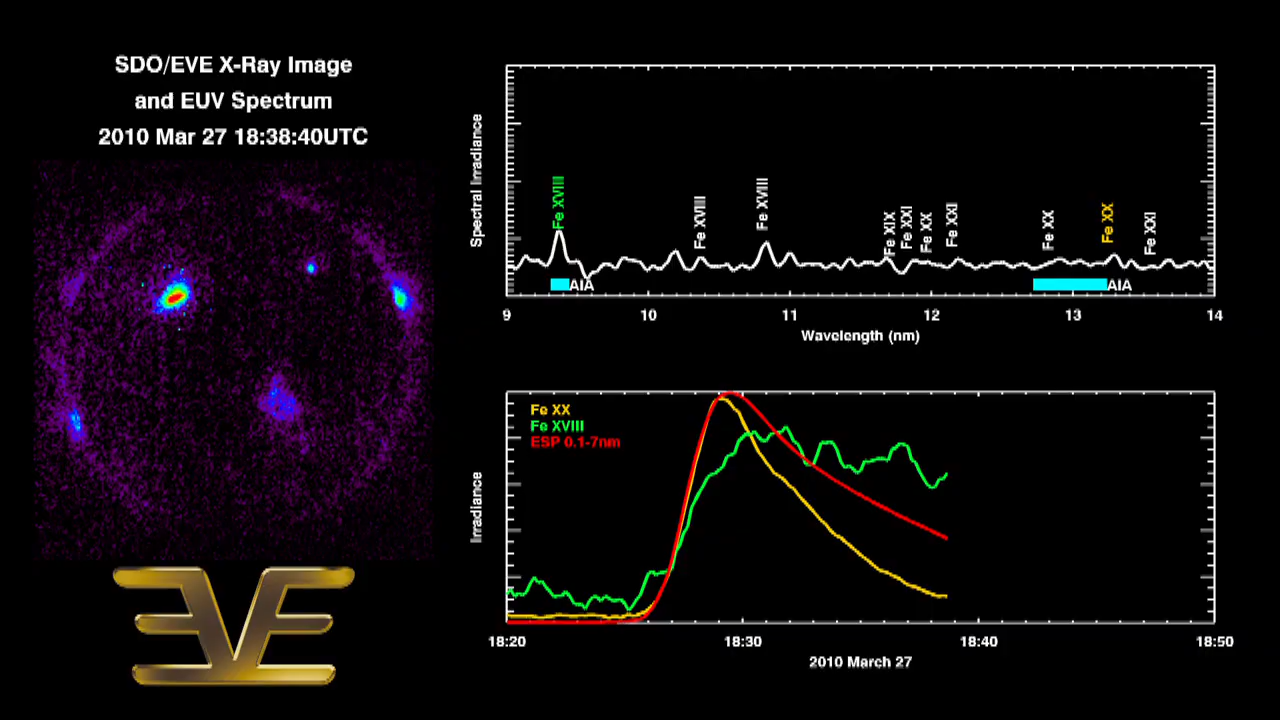 SDO/EVE X-Ray Image
and EUV Spectrum
2010 Mar 27 18:38:40UTC
Spectral Irradiance
Fe XVIII
Fe XVIII
Fe XVIII
Fe XIX
Fe XXI
Fe XX
Fe XXI
Fe XX
Fe XX
Fe XXI
AIA
AIA
9 10 11 12 13 14
Wavelength (nm)
Irradiance
Fe XX
Fe XVIII
ESP 0.1-7nm
18:20 18:30 18:40 18:50
2010 March 27
EVE